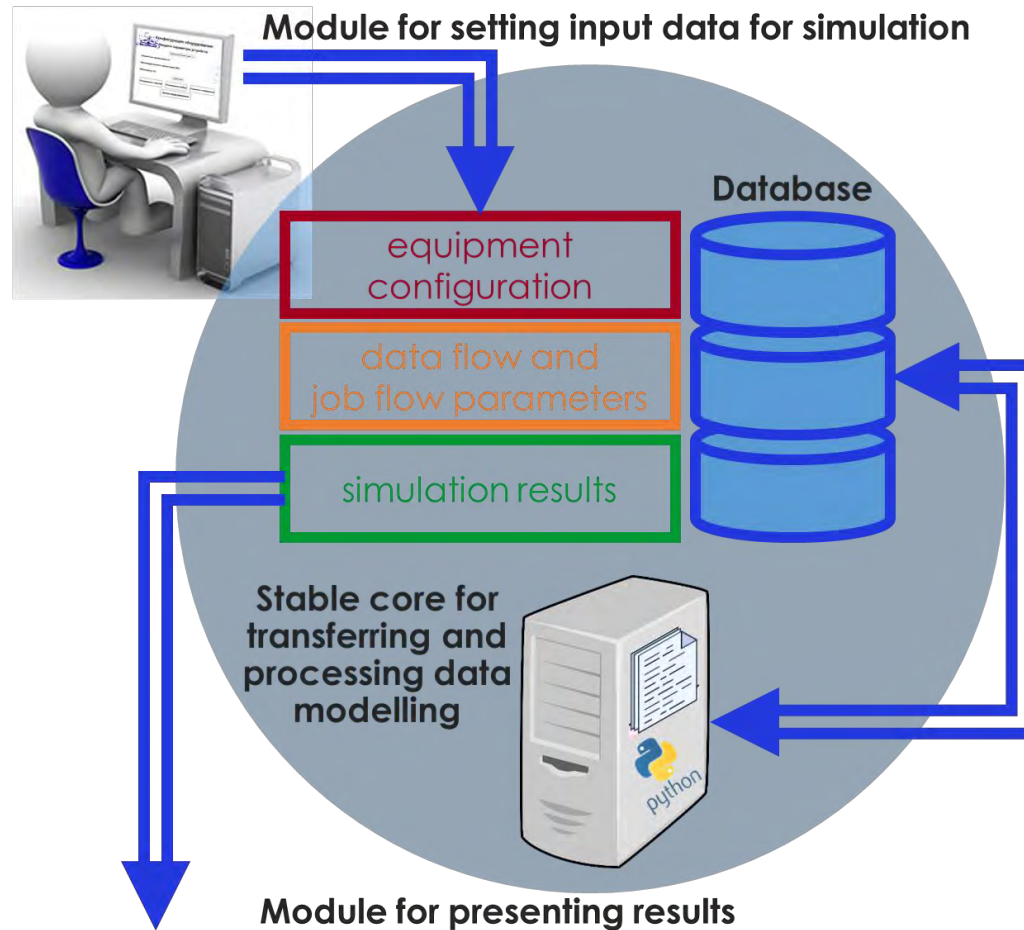 Module for setting input data for simulation
Database
equipment
configuration
data flow and
job flow parameters
simulation results
Stable core for
transferring and
processing data
modelling
python
Module for presenting results